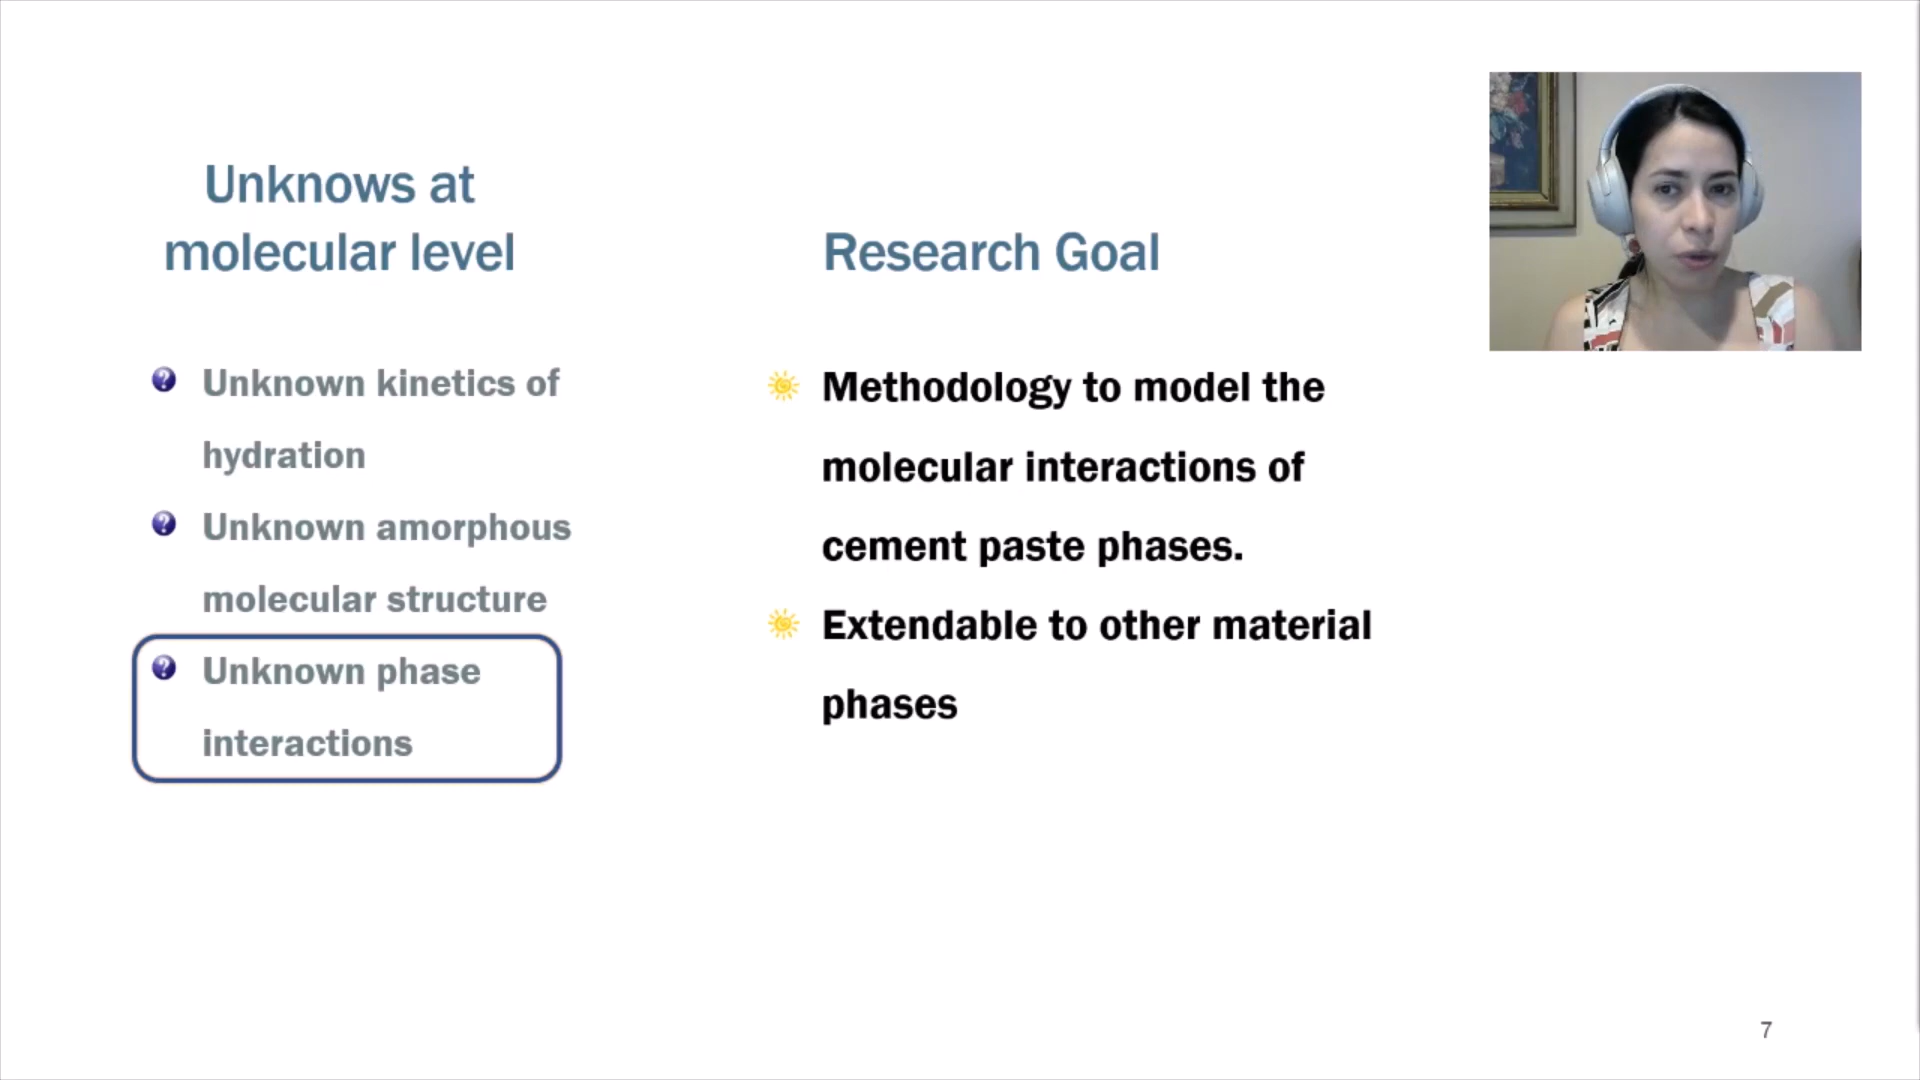 Unknows at
molecular level
Unknown kinetics of
hydration
Unknown amorphous
molecular structure
Unknown phase
interactions
Research Goal
Methodology to model the
molecular interactions of
cement paste phases.
Extendable to other material
phases
7